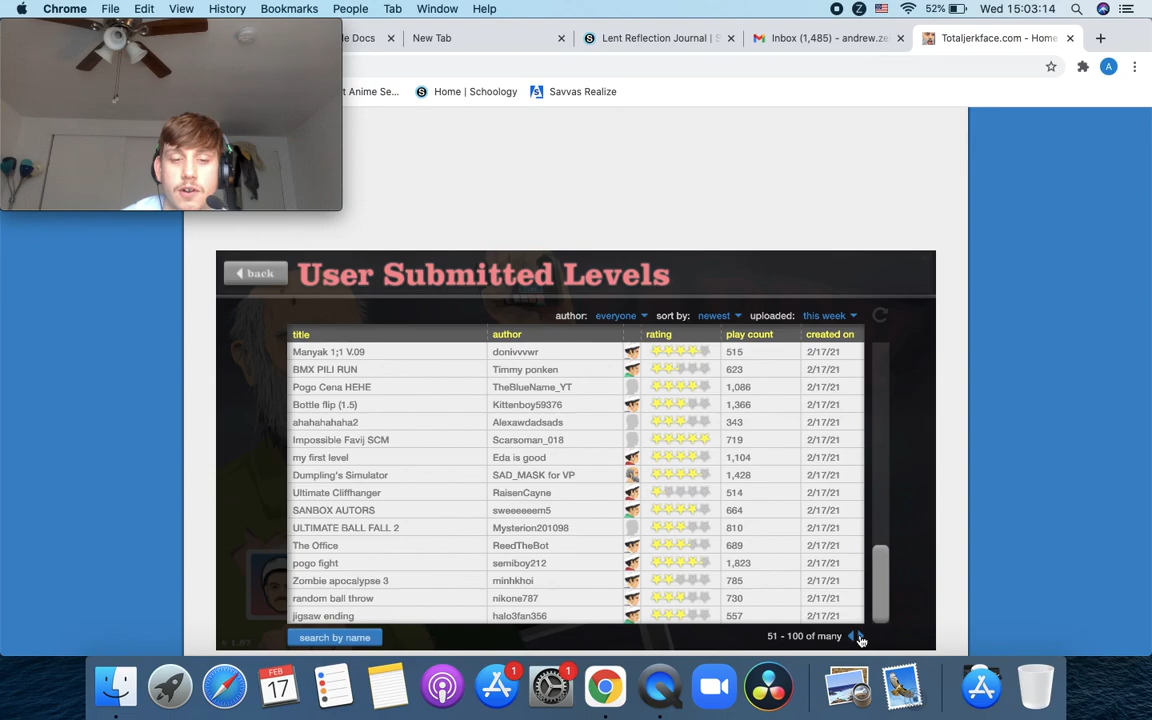 Chrome File Edit View History Bookmarks People Tab Window Help 52% Wed 15:03:14
le Docs New Tab Lent Reflection Journal | S Inbox (1,485) - andrew.ze Totaljerkface.com - Home
A
t Anime Se... Home | Schoology Savvas Realize
back User Submitted Levels
author: everyone sort by: newest uploaded: this week
title author rating play count created on
Manyak 1;1 V.09 donivvvwr 515 2/17/21
BMX PILI RUN Timmy ponken 623 2/17/21
Pogo Cena HEHE TheBlueName_YT 1,086 2/17/21
Bottle flip (1.5) Kittenboy59376 1,366 2/17/21
ahahahahaha2 Alexawdadsads 343 2/17/21
Impossible Favij SCM Scarsoman_018 719 2/17/21
my first level Eda is good 1,104 2/17/21
Dumpling's Simulator SAD_MASK for VP 1,428 2/17/21
Ultimate Cliffhanger RaisenCayne 514 2/17/21
SANBOX AUTORS sweeeeeem5 664 2/17/21
ULTIMATE BALL FALL 2 Mysterion201098 810 2/17/21
The Office ReedTheBot 689 2/17/21
pogo fight semiboy212 1,823 2/17/21
Zombie apocalypse 3 minhkhoi 785 2/17/21
random ball throw nikone787 730 2/17/21
jigsaw ending halo3fan356 557 2/17/21
search by name 51 - 100 of many
FEB 1 1
17